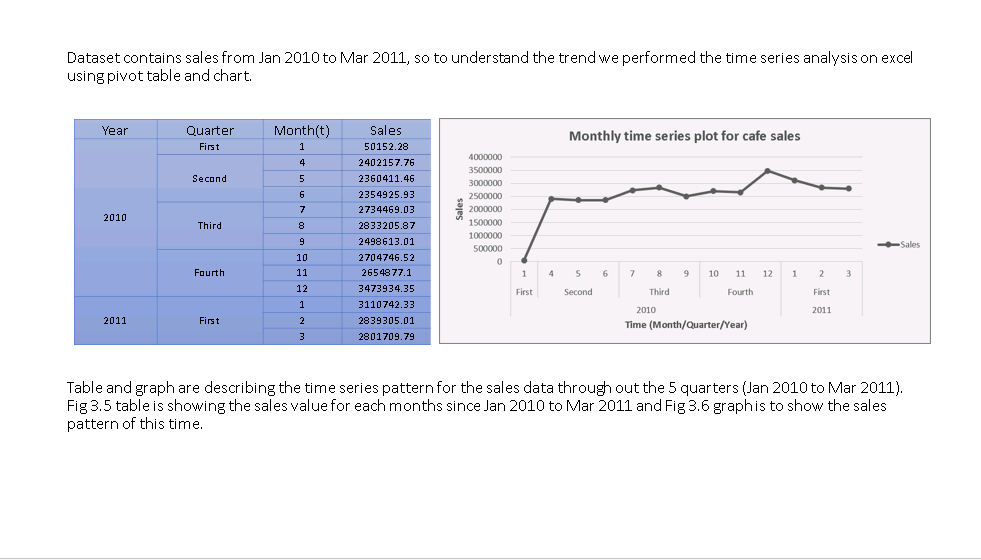 Dataset contains sales from Jan 2010 to Mar 2011, so to understand the trend we performed the time series analysis on excel
using pivot table and chart.
Year Quarter Month(t) Sales
2010 First 1 50152.28
Second 4 2402157.76
5 2360411.46
6 2354925.93
Third 7 2734469.03
8 2833205.87
9 2498613.01
Fourth 10 2704746.52
11 2654877.1
12 3473934.35
2011 First 1 3110742.33
2 2839305.01
3 2801709.79
Monthly time series plot for cafe sales
Sales
4000000
3500000
3000000
2500000
2000000
1500000
1000000
500000
0
1 4 5 6 7 8 9 10 11 12 1 2 3
First Second Third Fourth First
2010 2011
Time (Month/Quarter/Year)
Sales
Table and graph are describing the time series pattern for the sales data through out the 5 quarters (Jan 2010 to Mar 2011).
Fig 3.5 table is showing the sales value for each months since Jan 2010 to Mar 2011 and Fig 3.6 graph is to show the sales
pattern of this time.